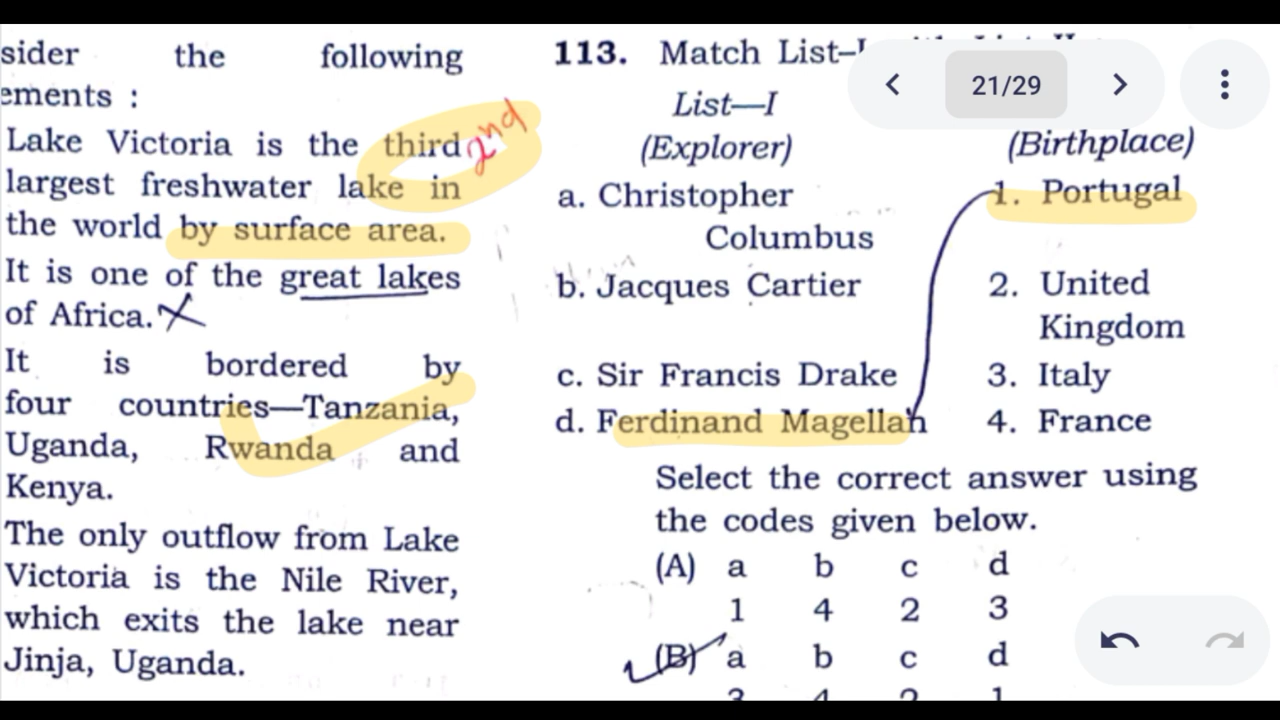 sider the following
ements :
Lake Victoria is the third 2nd
largest freshwater lake in
the world by surface area.
It is one of the great lakes
of Africa.
It is bordered by
four countries—Tanzania,
Uganda, Rwanda and
Kenya.
The only outflow from Lake
Victoria is the Nile River,
which exits the lake near
Jinja, Uganda.
113. Match List–
List—I
(Explorer)
(Birthplace)
a. Christopher
Columbus
1. Portugal
b. Jacques Cartier
2. United
Kingdom
c. Sir Francis Drake
3. Italy
d. Ferdinand Magellan
4. France
Select the correct answer using
the codes given below.
(A) a b c d
1 4 2 3
(B) a b c d
3 4 2 1
21/29